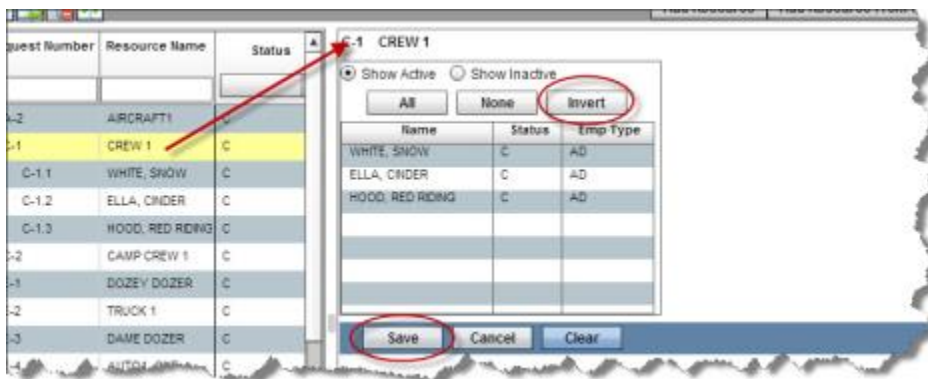 Request Number Resource Name Status
A-2 AIRCRAFT1 C
C-1 CREW 1 C
C-1.1 WHITE, SNOW C
C-1.2 ELLA, CINDER C
C-1.3 HOOD, RED RIDING C
C-2 CAMP CREW 1 C
-1 DOZEY DOZER C
-2 TRUCK 1 C
-3 DAME DOZER C
-4 C
C-1 CREW 1
Show Active Show Inactive
All None Invert
Name Status Emp Type
WHITE, SNOW C AD
ELLA, CINDER C AD
HOOD, RED RIDING C AD
Save Cancel Clear